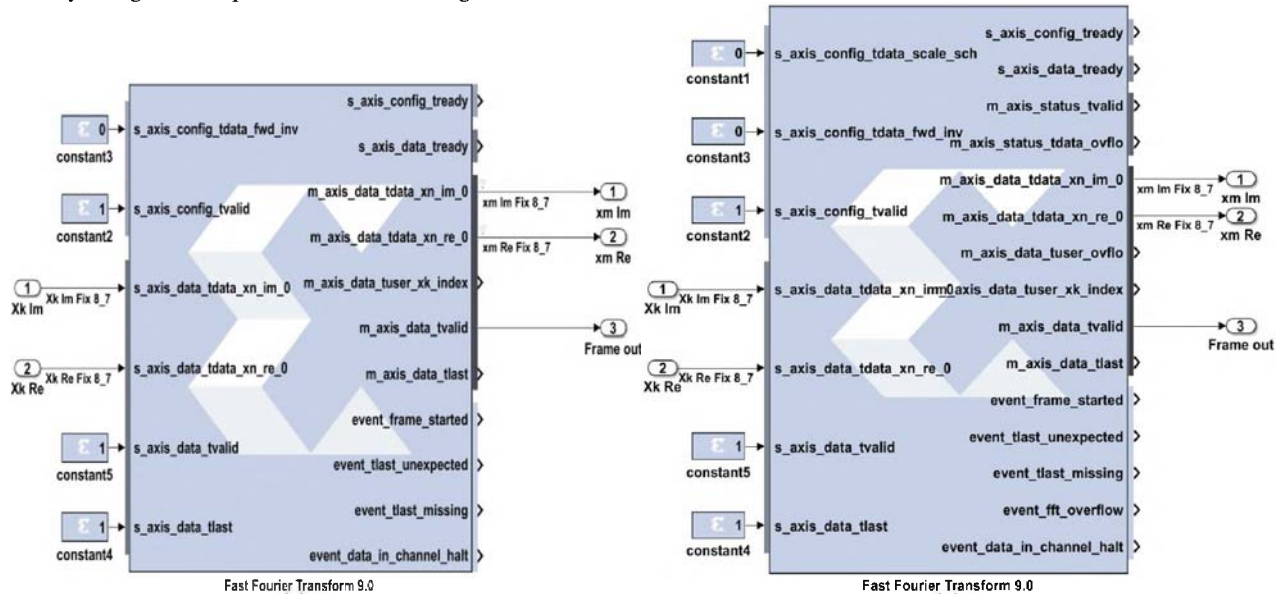 s_axis_config_tready
0
constant3
s_axis_config_tdata_fwd_inv
s_axis_data_tready
1
constant2
s_axis_config_tvalid
m_axis_data_tdata_xn_im_0
xm Im Fix 8_7
1
xm Im
m_axis_data_tdata_xn_re_0
xm Re Fix 8_7
2
xm Re
1
Xk Im
Xk Im Fix 8_7
s_axis_data_tdata_xn_im_0
m_axis_data_tuser_xk_index
m_axis_data_tvalid
3
Frame out
2
Xk Re
Xk Re Fix 8_7
s_axis_data_tdata_xn_re_0
m_axis_data_tlast
event_frame_started
1
constant5
s_axis_data_tvalid
event_tlast_unexpected
event_tlast_missing
1
constant4
s_axis_data_tlast
event_data_in_channel_halt
Fast Fourier Transform 9.0
s_axis_config_tready
0
constant1
s_axis_config_tdata_scale_sch
s_axis_data_tready
m_axis_status_tvalid
0
constant3
s_axis_config_tdata_fwd_inv
m_axis_status_tdata_ovflo
m_axis_data_tdata_xn_im_0
xm Im Fix 8_7
1
xm Im
1
constant2
s_axis_config_tvalid
m_axis_data_tdata_xn_re_0
xm Re Fix 8_7
2
xm Re
m_axis_data_tuser_ovflo
1
Xk Im
Xk Im Fix 8_7
s_axis_data_tdata_xn_im_0
m_axis_data_tuser_xk_index
m_axis_data_tvalid
3
Frame out
2
Xk Re
Xk Re Fix 8_7
s_axis_data_tdata_xn_re_0
m_axis_data_tlast
event_frame_started
1
constant5
s_axis_data_tvalid
event_tlast_unexpected
event_tlast_missing
1
constant4
s_axis_data_tlast
event_fft_overflow
event_data_in_channel_halt
Fast Fourier Transform 9.0